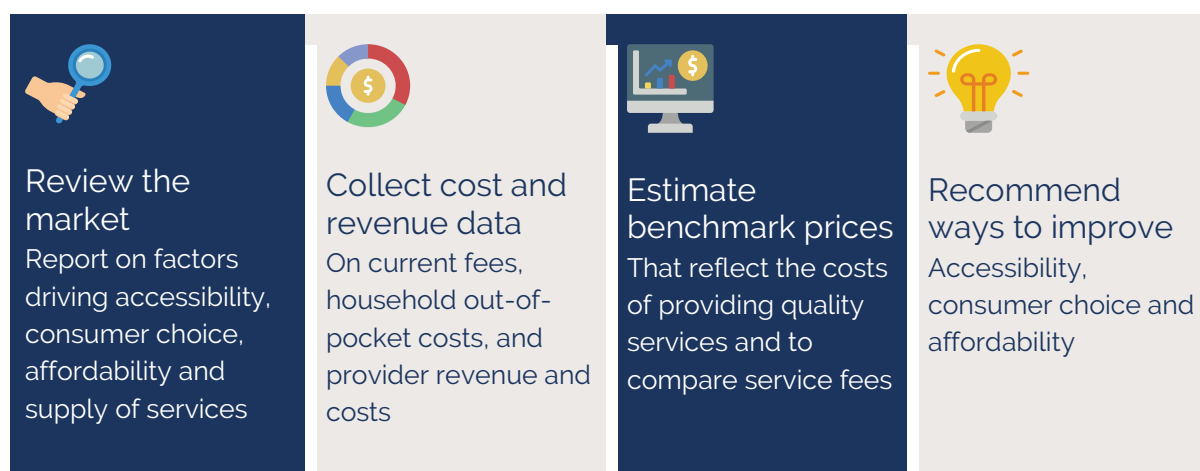 Review the
market
Report on factors
driving accessibility,
consumer choice,
affordability and
supply of services
Collect cost and
revenue data
On current fees,
household out-of-
pocket costs, and
provider revenue and
costs
Estimate
benchmark prices
That reflect the costs
of providing quality
services and to
compare service fees
Recommend
ways to improve
Accessibility,
consumer choice and
affordability